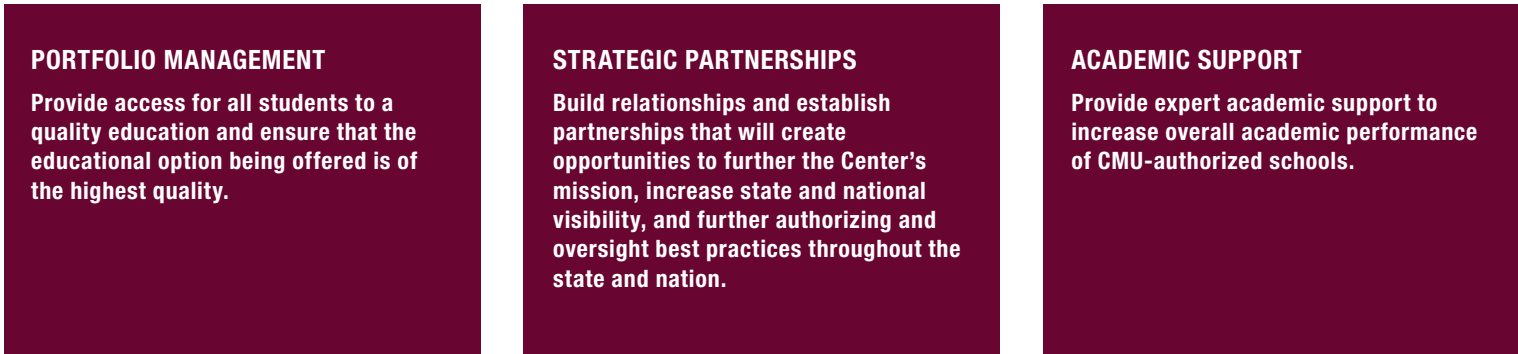 PORTFOLIO MANAGEMENT
Provide access for all students to a
quality education and ensure that the
educational option being offered is of
the highest quality.
STRATEGIC PARTNERSHIPS
Build relationships and establish
partnerships that will create
opportunities to further the Center’s
mission, increase state and national
visibility, and further authorizing and
oversight best practices throughout the
state and nation.
ACADEMIC SUPPORT
Provide expert academic support to
increase overall academic performance
of CMU-authorized schools.